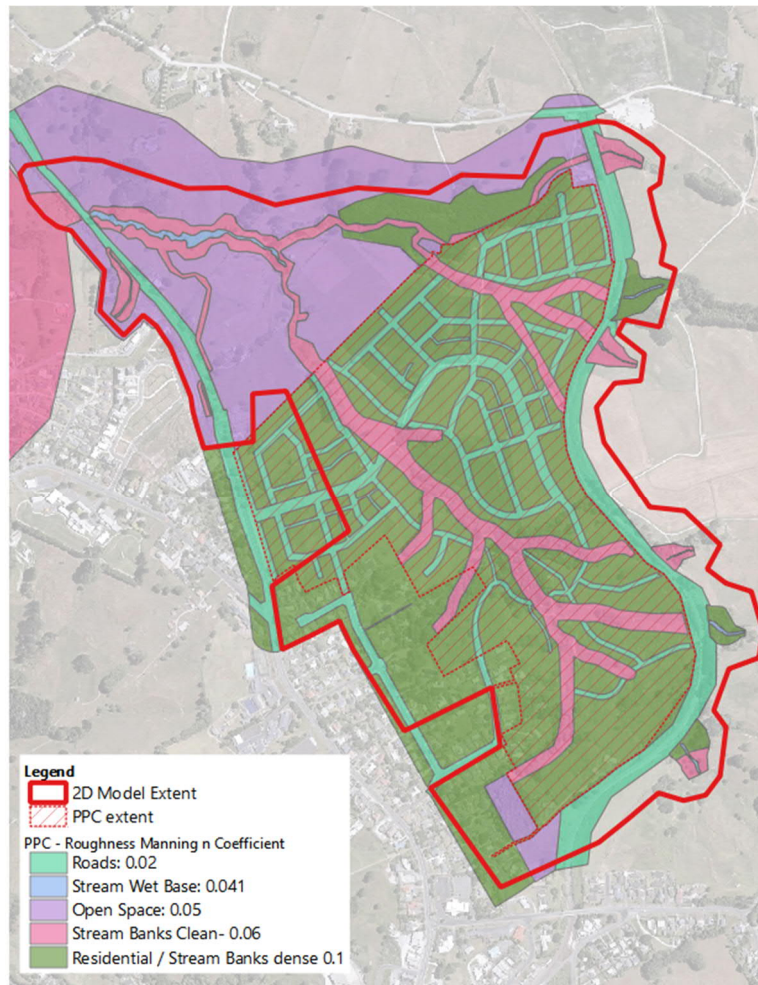 Legend
2D Model Extent
PPC extent
PPC - Roughness Manning n Coefficient
Roads: 0.02
Stream Wet Base: 0.041
Open Space: 0.05
Stream Banks Clean- 0.06
Residential / Stream Banks dense 0.1